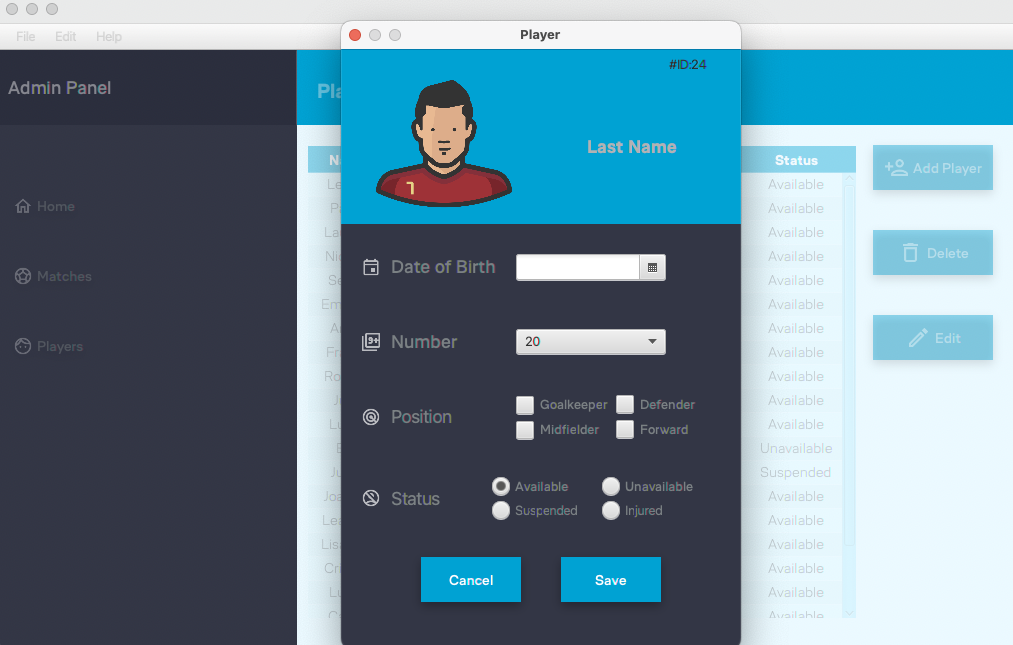 Player
File Edit Help
#ID:24
Admin Panel
Last Name
Status
Add Player
Available
Available
Home
Available
Available
Delete
Date of Birth
Matches
Available
Available
Available
Number
20
Edit
Players
Available
Available
Available
Position
Goalkeeper
Defender
Available
Midfielder
Forward
Unavailable
Suspended
Status
Available
Unavailable
Available
Suspended
Injured
Available
Available
Available
Cancel
Save
Available
Available